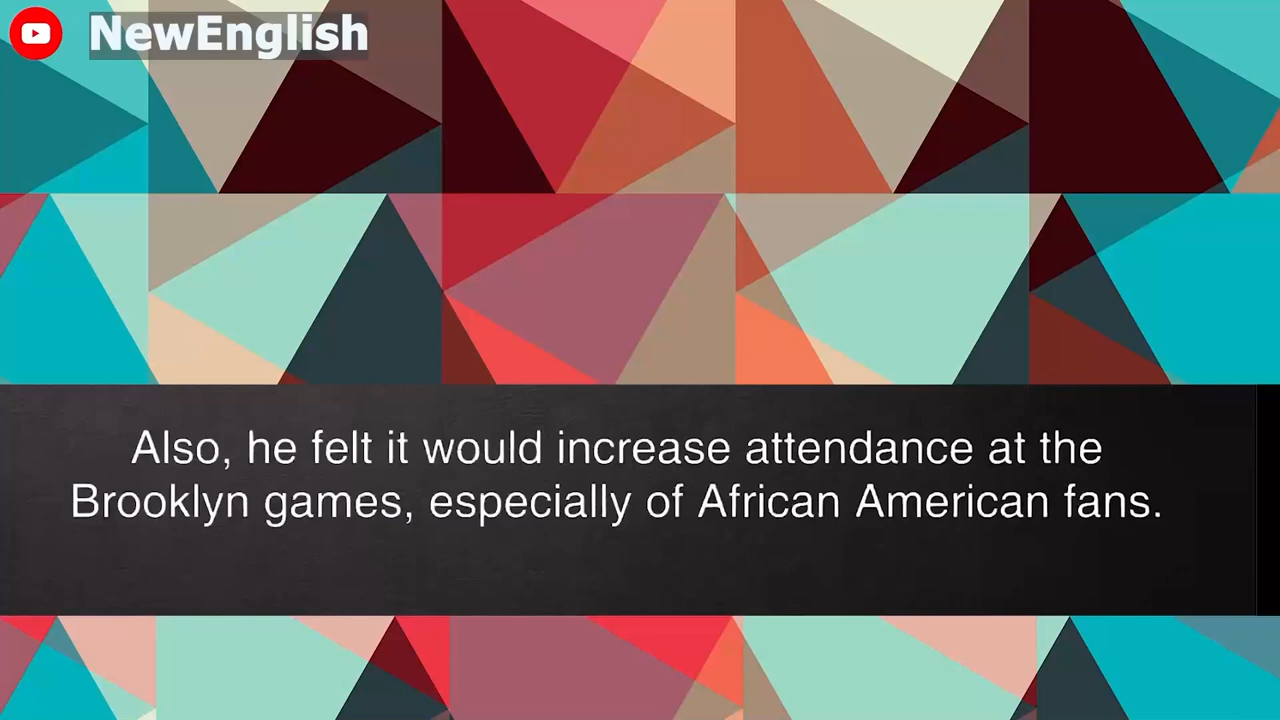 NewEnglish
Also, he felt it would increase attendance at the
Brooklyn games, especially of African American fans.